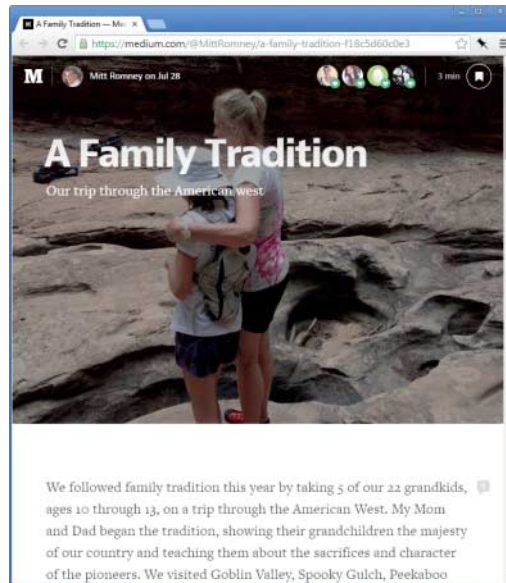 A Family Tradition — Me
https://medium.com/@MittRomney/a-family-tradition-f18c5d60c0e3
M Mitt Romney on Jul 28 3 min
A Family Tradition
Our trip through the American west
We followed family tradition this year by taking 5 of our 22 grandkids,
ages 10 through 13, on a trip through the American West. My Mom
and Dad began the tradition, showing their grandchildren the majesty
of our country and teaching them about the sacrifices and character
of the pioneers. We visited Goblin Valley, Spooky Gulch, Peekaboo